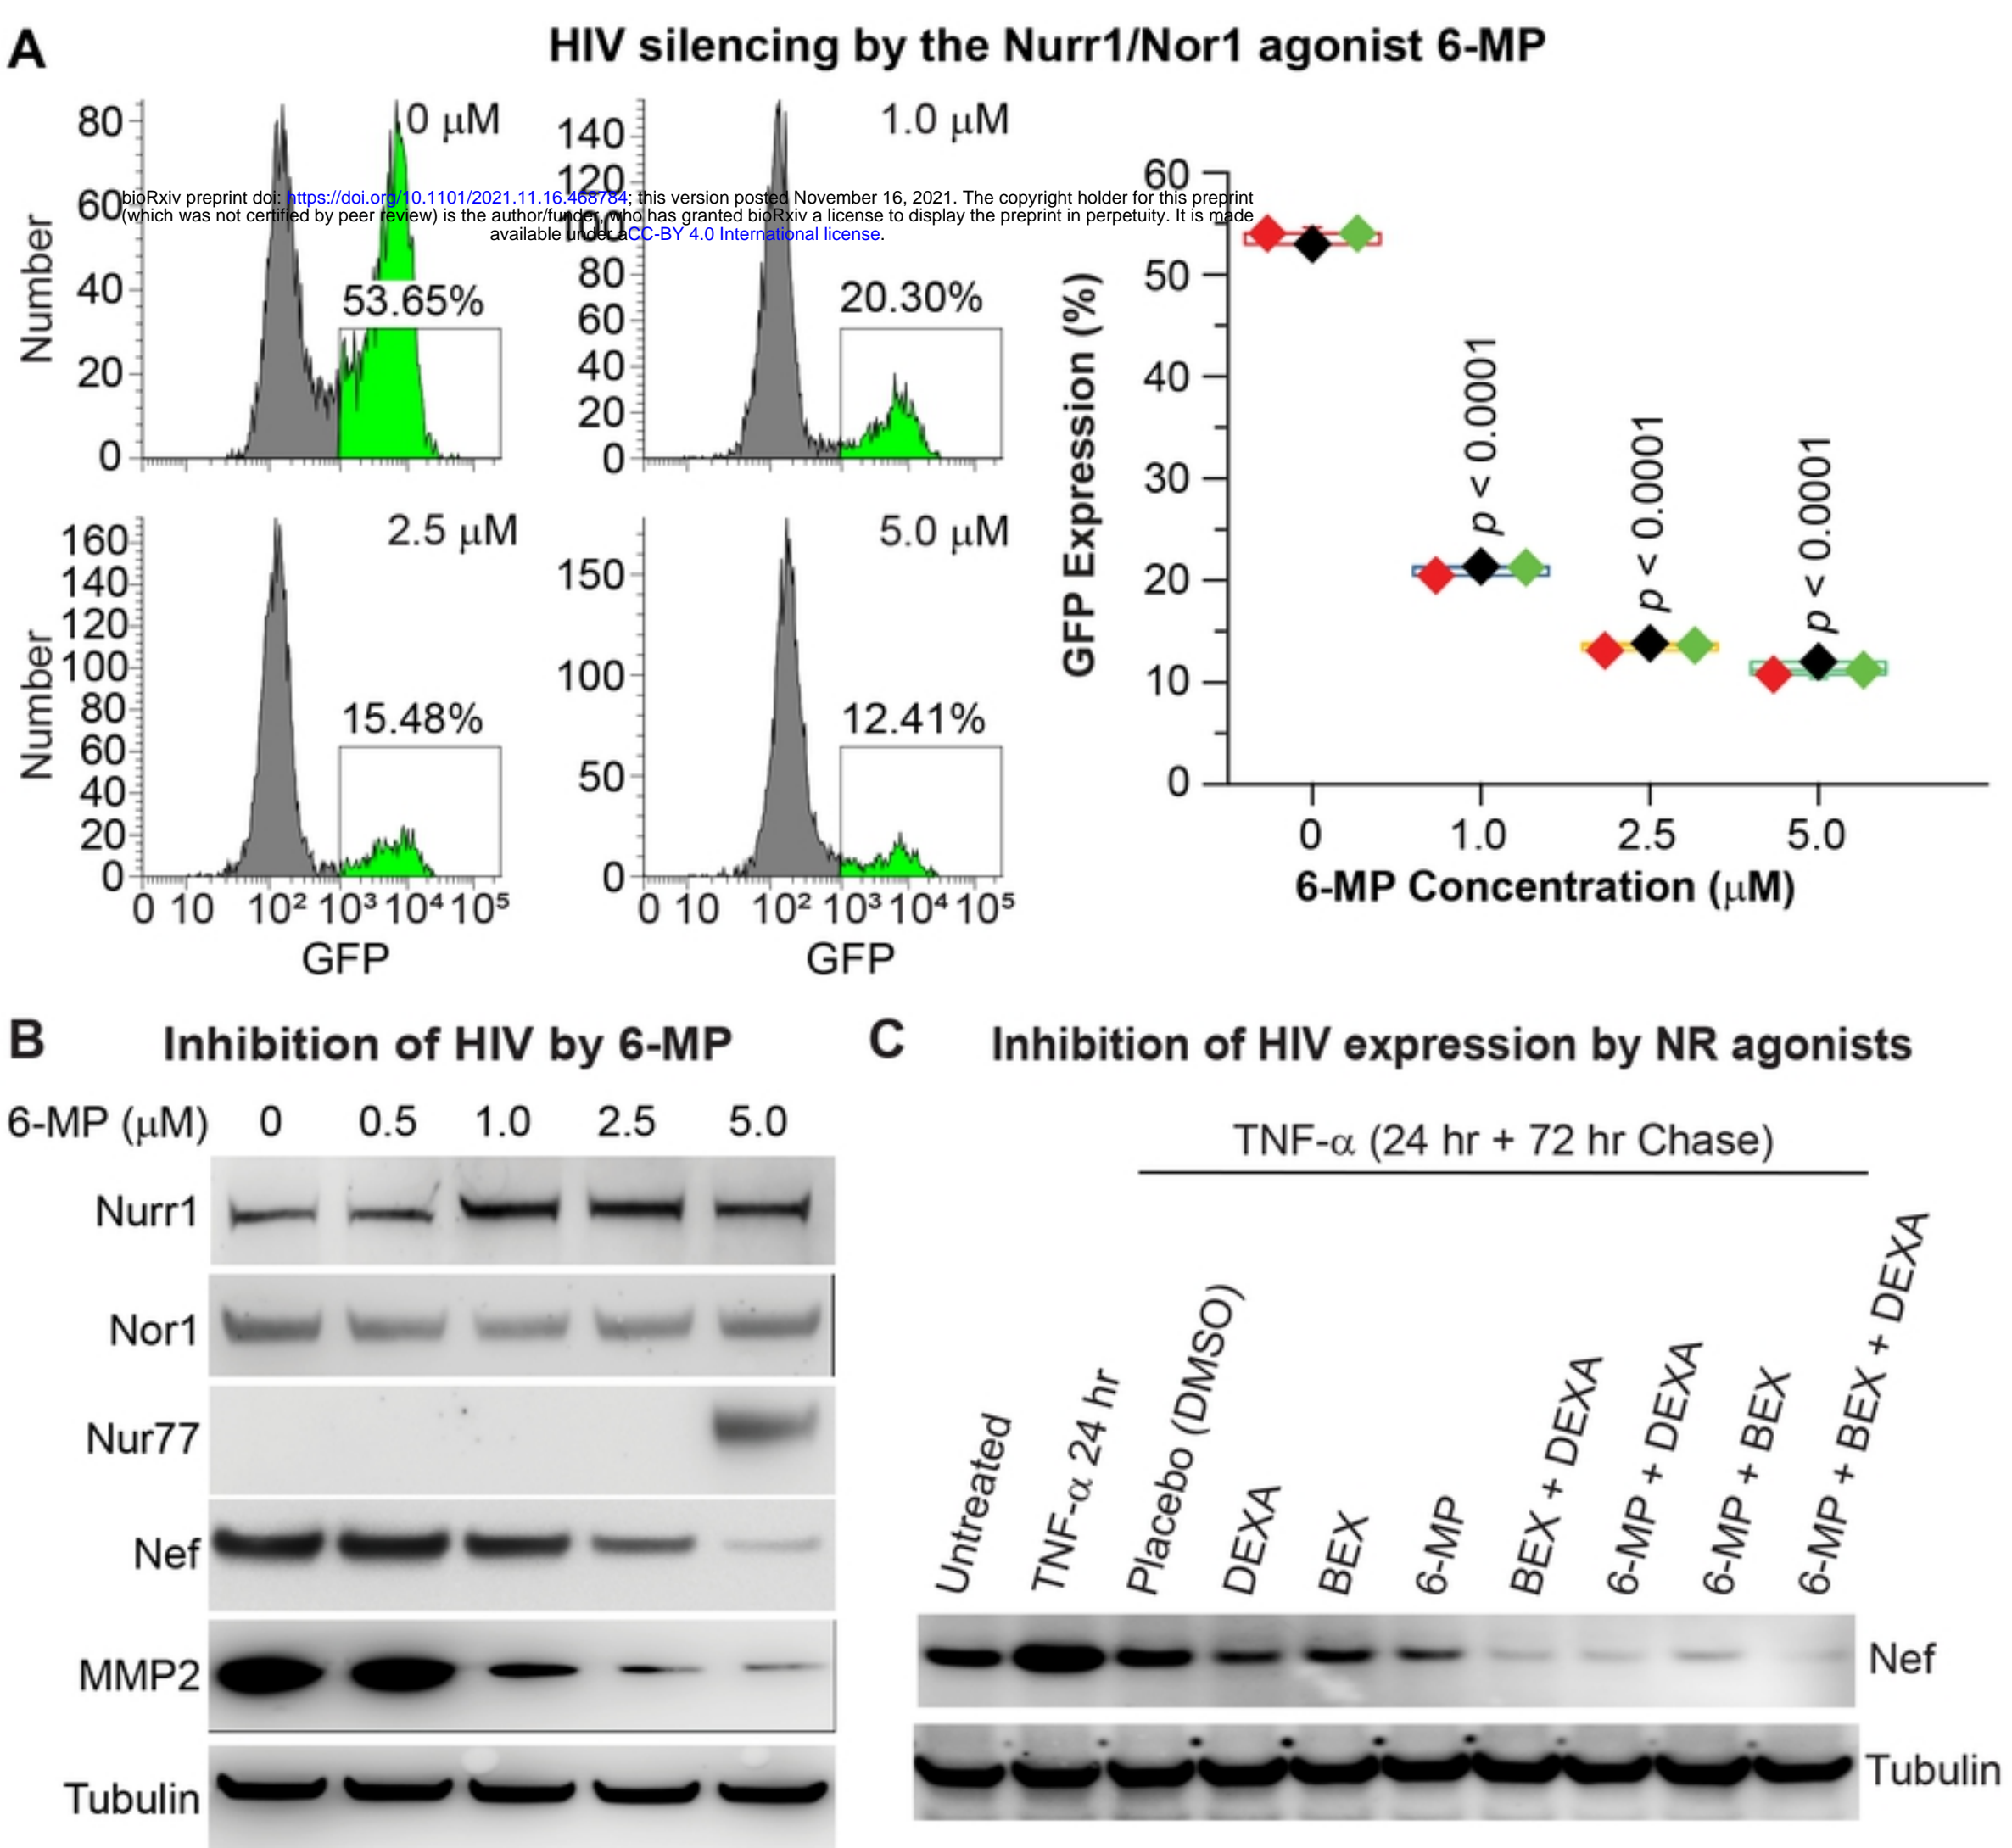 A
HIV silencing by the Nurr1/Nor1 agonist 6-MP
Number
80
60
40
20
0
0 μM
53.65%
140
120
100
80
60
40
20
0
1.0 μM
20.30%
bioRxiv preprint doi: https://doi.org/10.1101/2021.11.16.468784; this version posted November 16, 2021. The copyright holder for this preprint
(which was not certified by peer review) is the author/funder, who has granted bioRxiv a license to display the preprint in perpetuity. It is made
available under aCC-BY 4.0 International license.
Number
160
140
120
100
80
60
40
20
0
2.5 μM
15.48%
0 10 10² 10³ 10⁴ 10⁵
GFP
150
100
50
0
5.0 μM
12.41%
0 10 10² 10³ 10⁴ 10⁵
GFP
GFP Expression (%)
60
50
40
30
20
10
0
p < 0.0001
p < 0.0001
p < 0.0001
0 1.0 2.5 5.0
6-MP Concentration (μM)
B
Inhibition of HIV by 6-MP
6-MP (μM) 0 0.5 1.0 2.5 5.0
Nurr1
Nor1
Nur77
Nef
MMP2
Tubulin
C
Inhibition of HIV expression by NR agonists
TNF-α (24 hr + 72 hr Chase)
Untreated
TNF-α 24 hr
Placebo (DMSO)
DEXA
BEX
6-MP
BEX + DEXA
6-MP + DEXA
6-MP + BEX
6-MP + BEX + DEXA
Nef
Tubulin